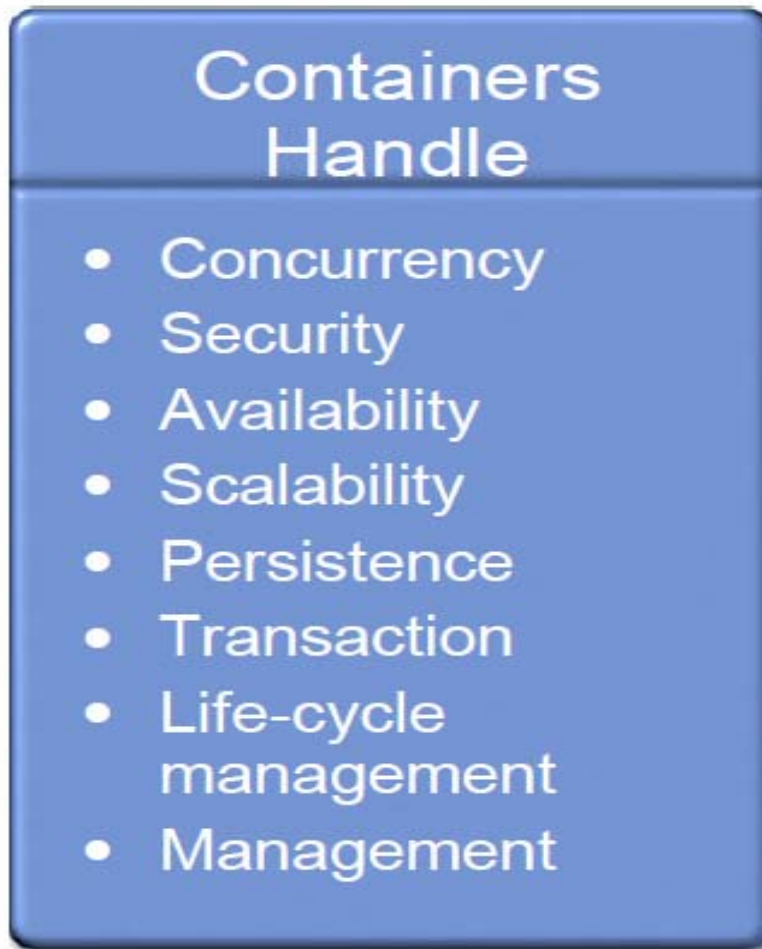 Containers
Handle
• Concurrency
• Security
• Availability
• Scalability
• Persistence
• Transaction
• Life-cycle
management
• Management